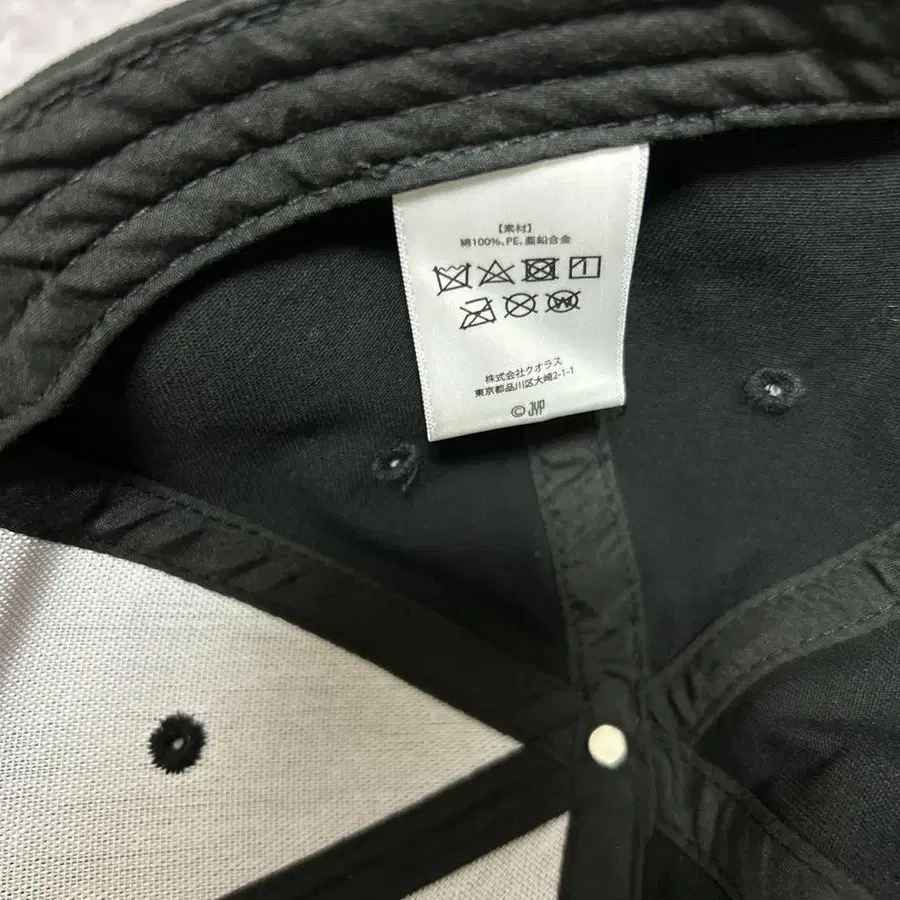 【素材】
綿100%、PE、亜鉛合金
W
株式会社クオラス
東京都品川区大崎2-1-1
© JYP